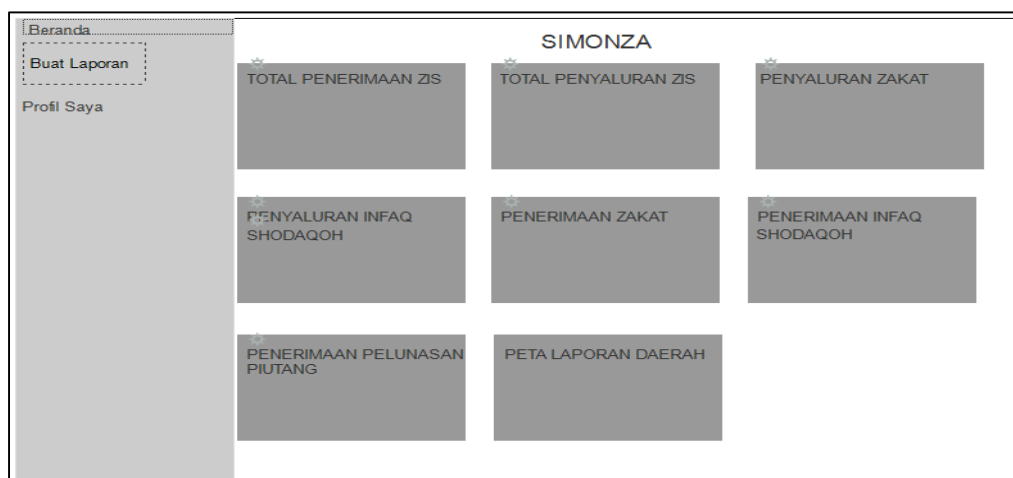 Beranda
Buat Laporan
Profil Saya
SIMONZA
TOTAL PENERIMAAN ZIS
TOTAL PENYALURAN ZIS
PENYALURAN ZAKAT
PENYALURAN INFAQ
SHODAQOH
PENERIMAAN ZAKAT
PENERIMAAN INFAQ
SHODAQOH
PENERIMAAN PELUNASAN
PIUTANG
PETA LAPORAN DAERAH